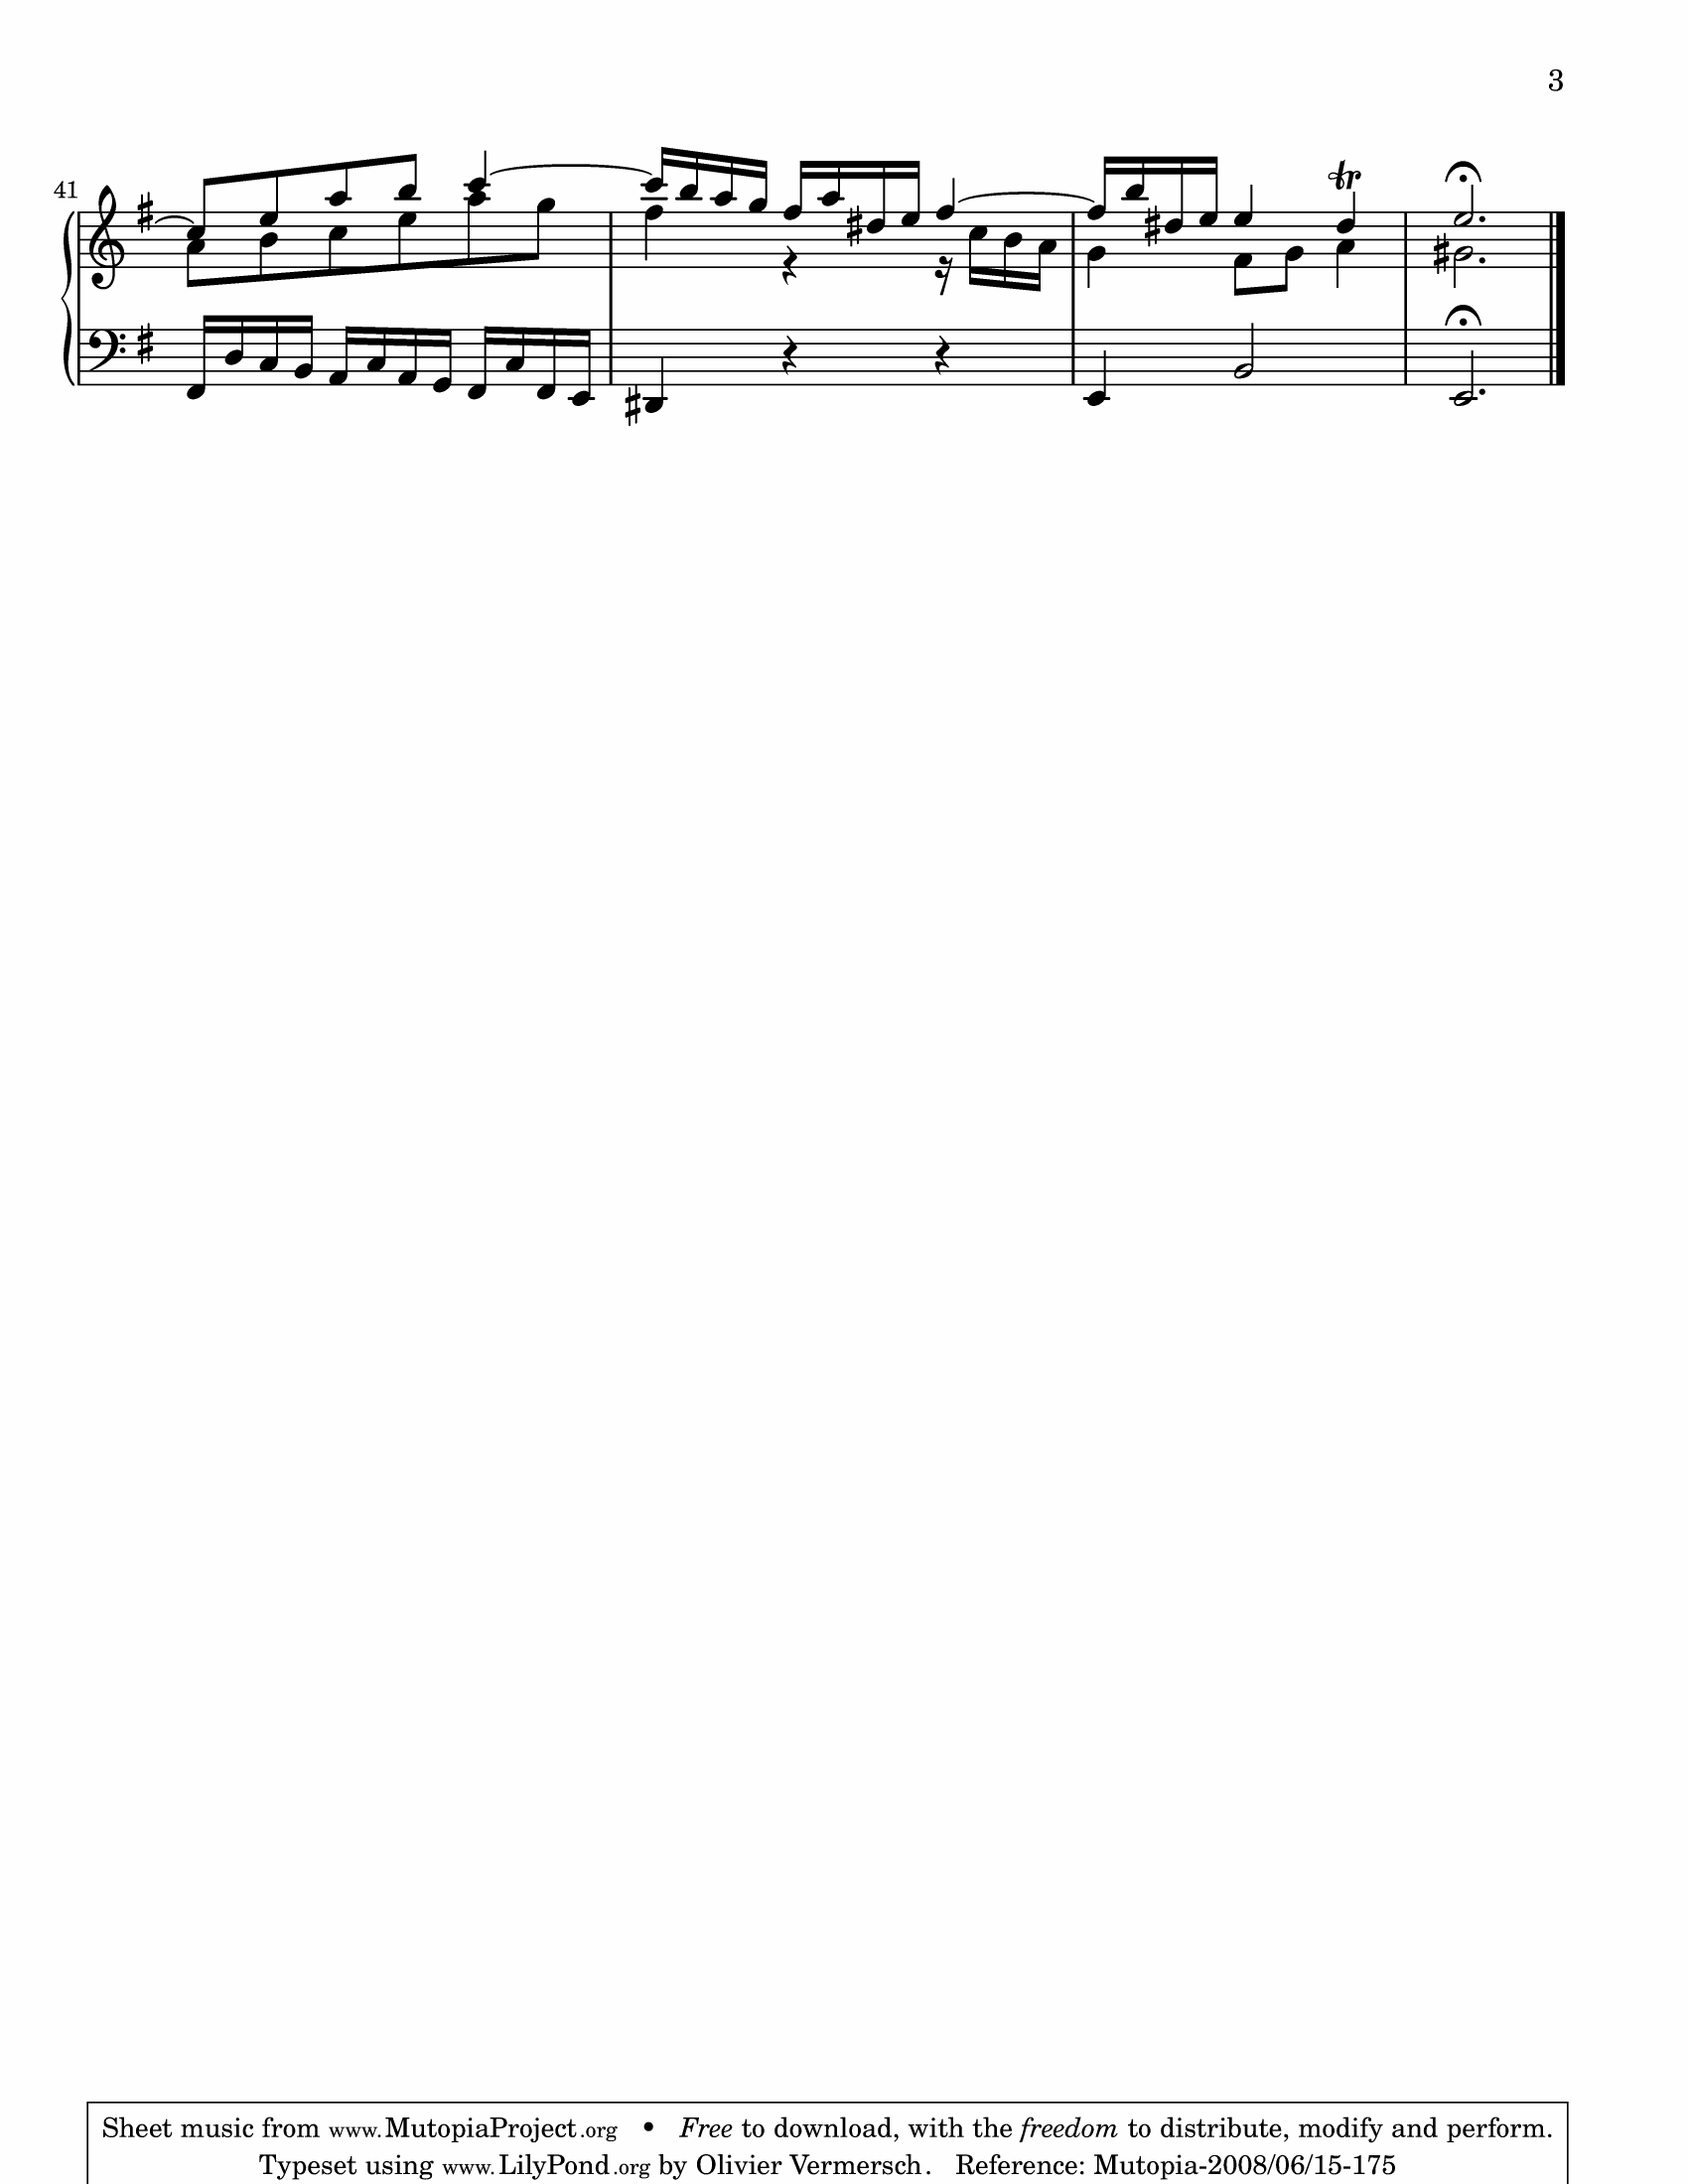 3
41
Sheet music from www.MutopiaProject.org • Free to download, with the freedom to distribute, modify and perform.
Typeset using www.LilyPond.org by Olivier Vermersch. Reference: Mutopia-2008/06/15-175